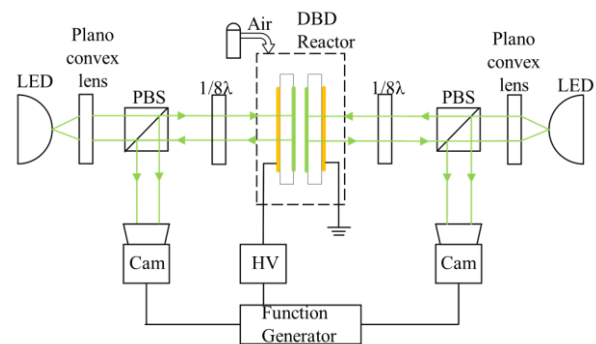 Air
DBD
Reactor
Plano
convex
lens
LED
PBS
1/8λ
1/8λ
PBS
Plano
convex
lens
LED
Cam
HV
Cam
Function
Generator